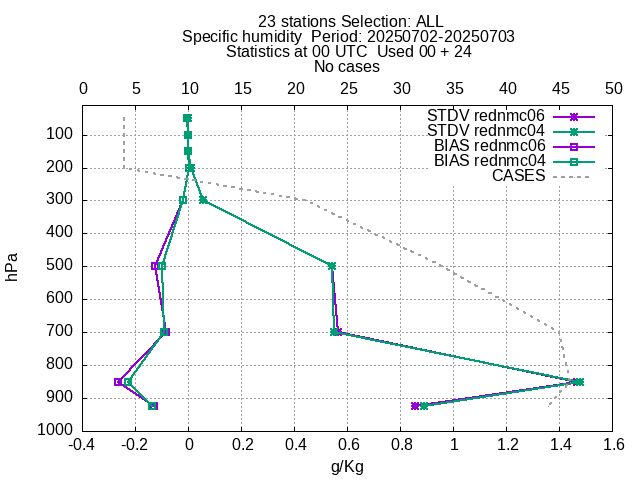 23 stations Selection: ALL
Specific humidity  Period: 20250702-20250703
Statistics at 00 UTC  Used 00 + 24
No cases
0 5 10 15 20 25 30 35 40 45 50
STDV rednmc06
STDV rednmc04
BIAS rednmc06
BIAS rednmc04
CASES
100
200
300
400
500
600
700
800
900
1000
hPa
-0.4 -0.2 0 0.2 0.4 0.6 0.8 1 1.2 1.4 1.6
g/Kg